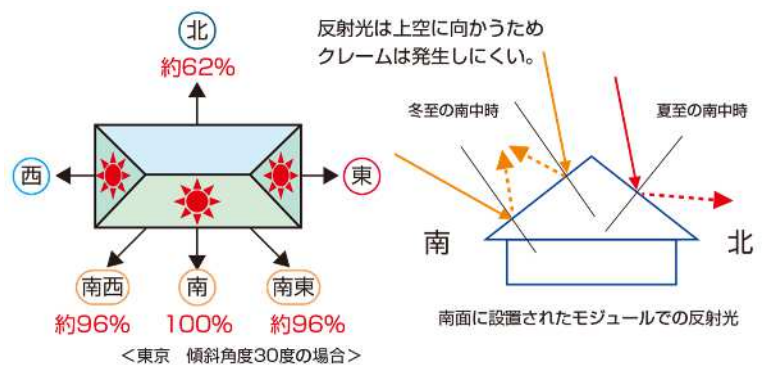 北
約62%
西
東
南西
南
南東
約96%
100%
約96%
<東京　傾斜角度30度の場合>
反射光は上空に向かうため
クレームは発生しにくい。
冬至の南中時
夏至の南中時
南
北
南面に設置されたモジュールでの反射光